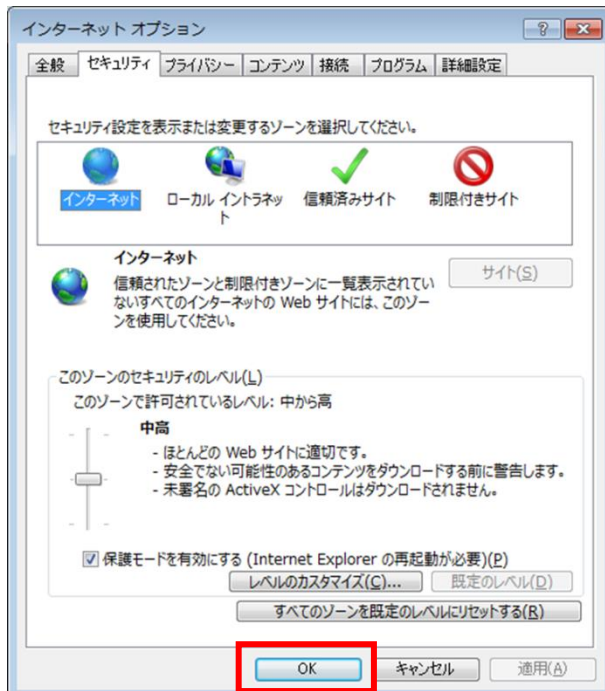 インターネット オプション
全般 セキュリティ プライバシー コンテンツ 接続 プログラム 詳細設定
セキュリティ設定を表示または変更するゾーンを選択してください。
インターネット ローカル イントラネッ 信頼済みサイト 制限付きサイト
ト
インターネット
サイト(S)
信頼されたゾーンと制限付きゾーンに一覧表示されてい
ないすべてのインターネットの Web サイトには、このゾー
ンを使用してください。
このゾーンのセキュリティのレベル(L)
このゾーンで許可されているレベル: 中から高
中高
- ほとんどの Web サイトに適切です。
- 安全でない可能性のあるコンテンツをダウンロードする前に警告します。
- 未署名の ActiveX コントロールはダウンロードされません。
保護モードを有効にする (Internet Explorer の再起動が必要)(P)
レベルのカスタマイズ(C)... 既定のレベル(D)
すべてのゾーンを既定のレベルにリセットする(R)
OK キャンセル 適用(A)